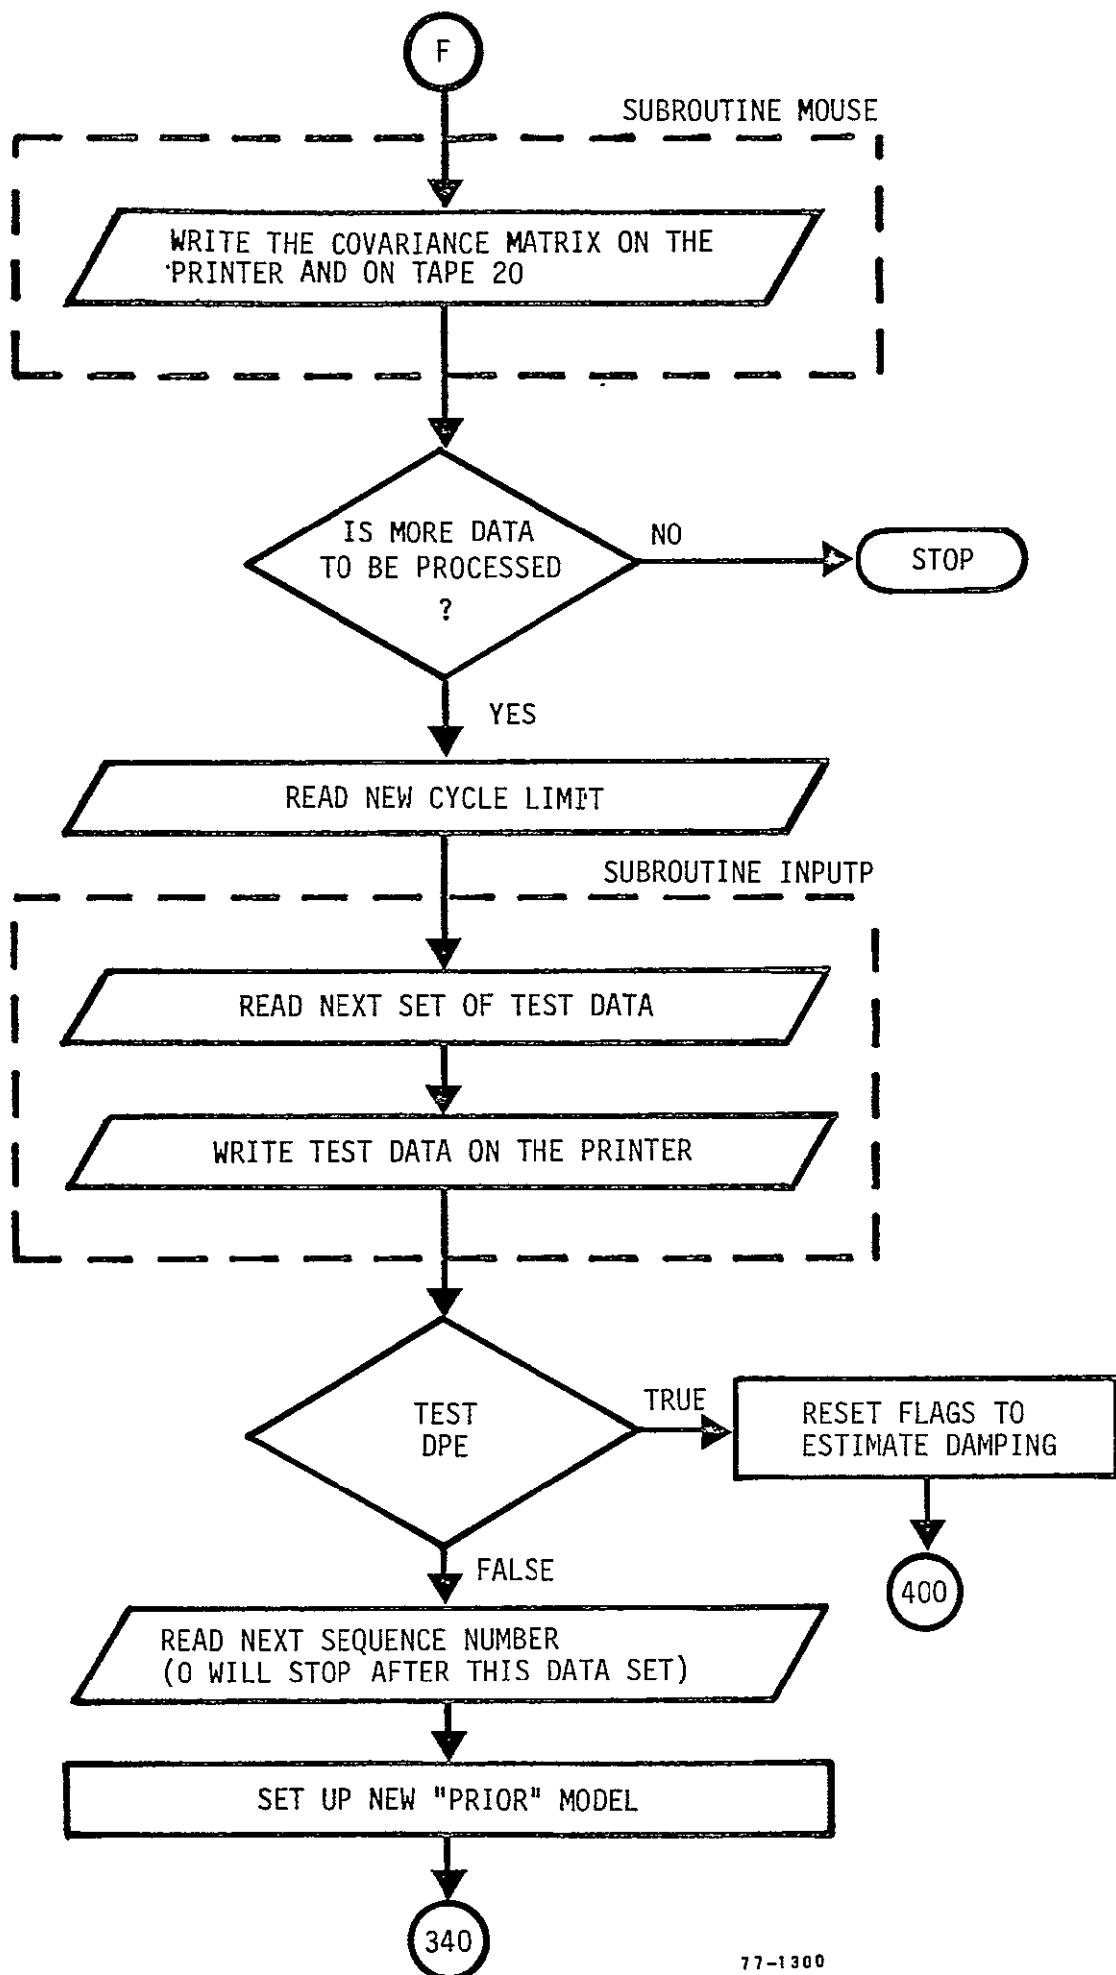 F
SUBROUTINE MOUSE
WRITE THE COVARIANCE MATRIX ON THE
PRINTER AND ON TAPE 20
IS MORE DATA
TO BE PROCESSED
?
NO
STOP
YES
READ NEW CYCLE LIMIT
SUBROUTINE INPUTP
READ NEXT SET OF TEST DATA
WRITE TEST DATA ON THE PRINTER
TEST
DPE
TRUE
RESET FLAGS TO
ESTIMATE DAMPING
400
FALSE
READ NEXT SEQUENCE NUMBER
(0 WILL STOP AFTER THIS DATA SET)
SET UP NEW "PRIOR" MODEL
340
77-1300